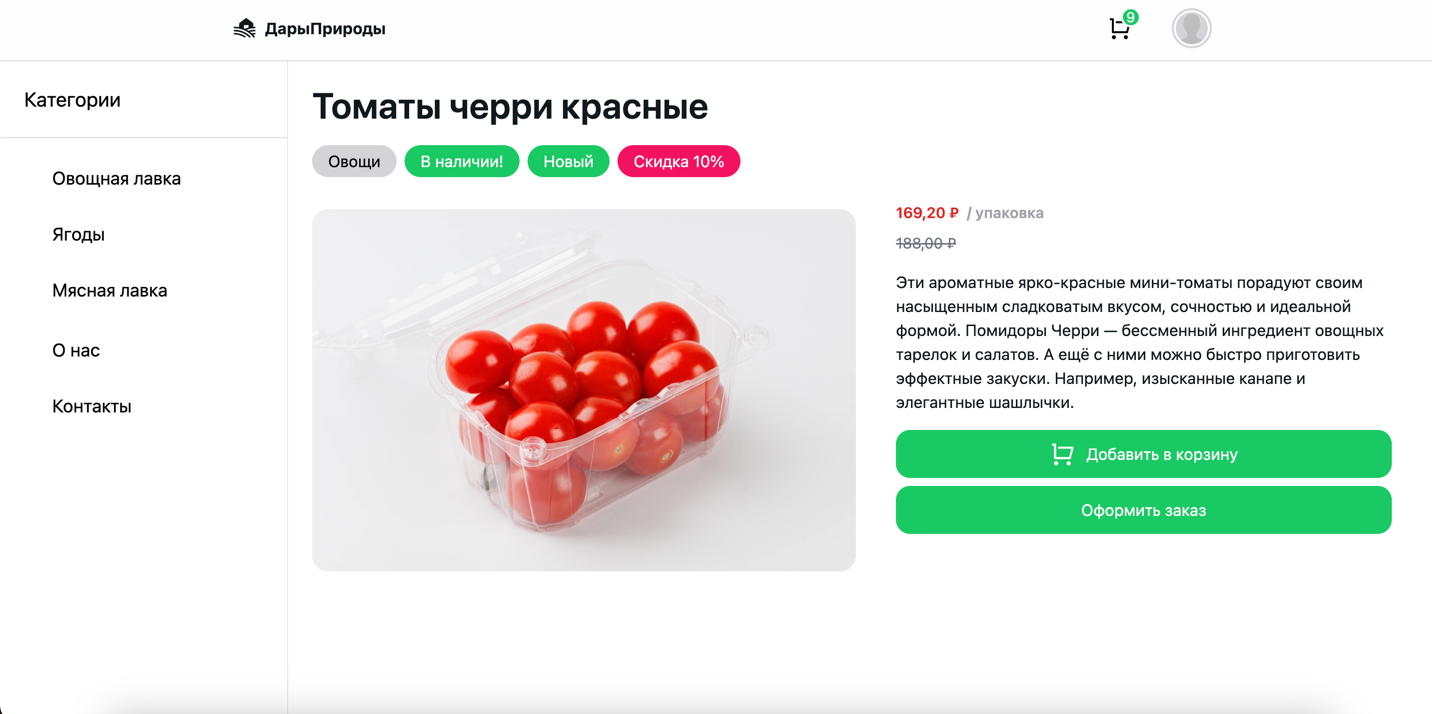 ДарыПрироды
9
Категории
Овощная лавка
Ягоды
Мясная лавка
О нас
Контакты
Томаты черри красные
Овощи
В наличии!
Новый
Скидка 10%
169,20 ₽ / упаковка
188,00 ₽
Эти ароматные ярко-красные мини-томаты порадуют своим
насыщенным сладковатым вкусом, сочностью и идеальной
формой. Помидоры Черри — бессменный ингредиент овощных
тарелок и салатов. А ещё с ними можно быстро приготовить
эффектные закуски. Например, изысканные канапе и
элегантные шашлычки.
Добавить в корзину
Оформить заказ